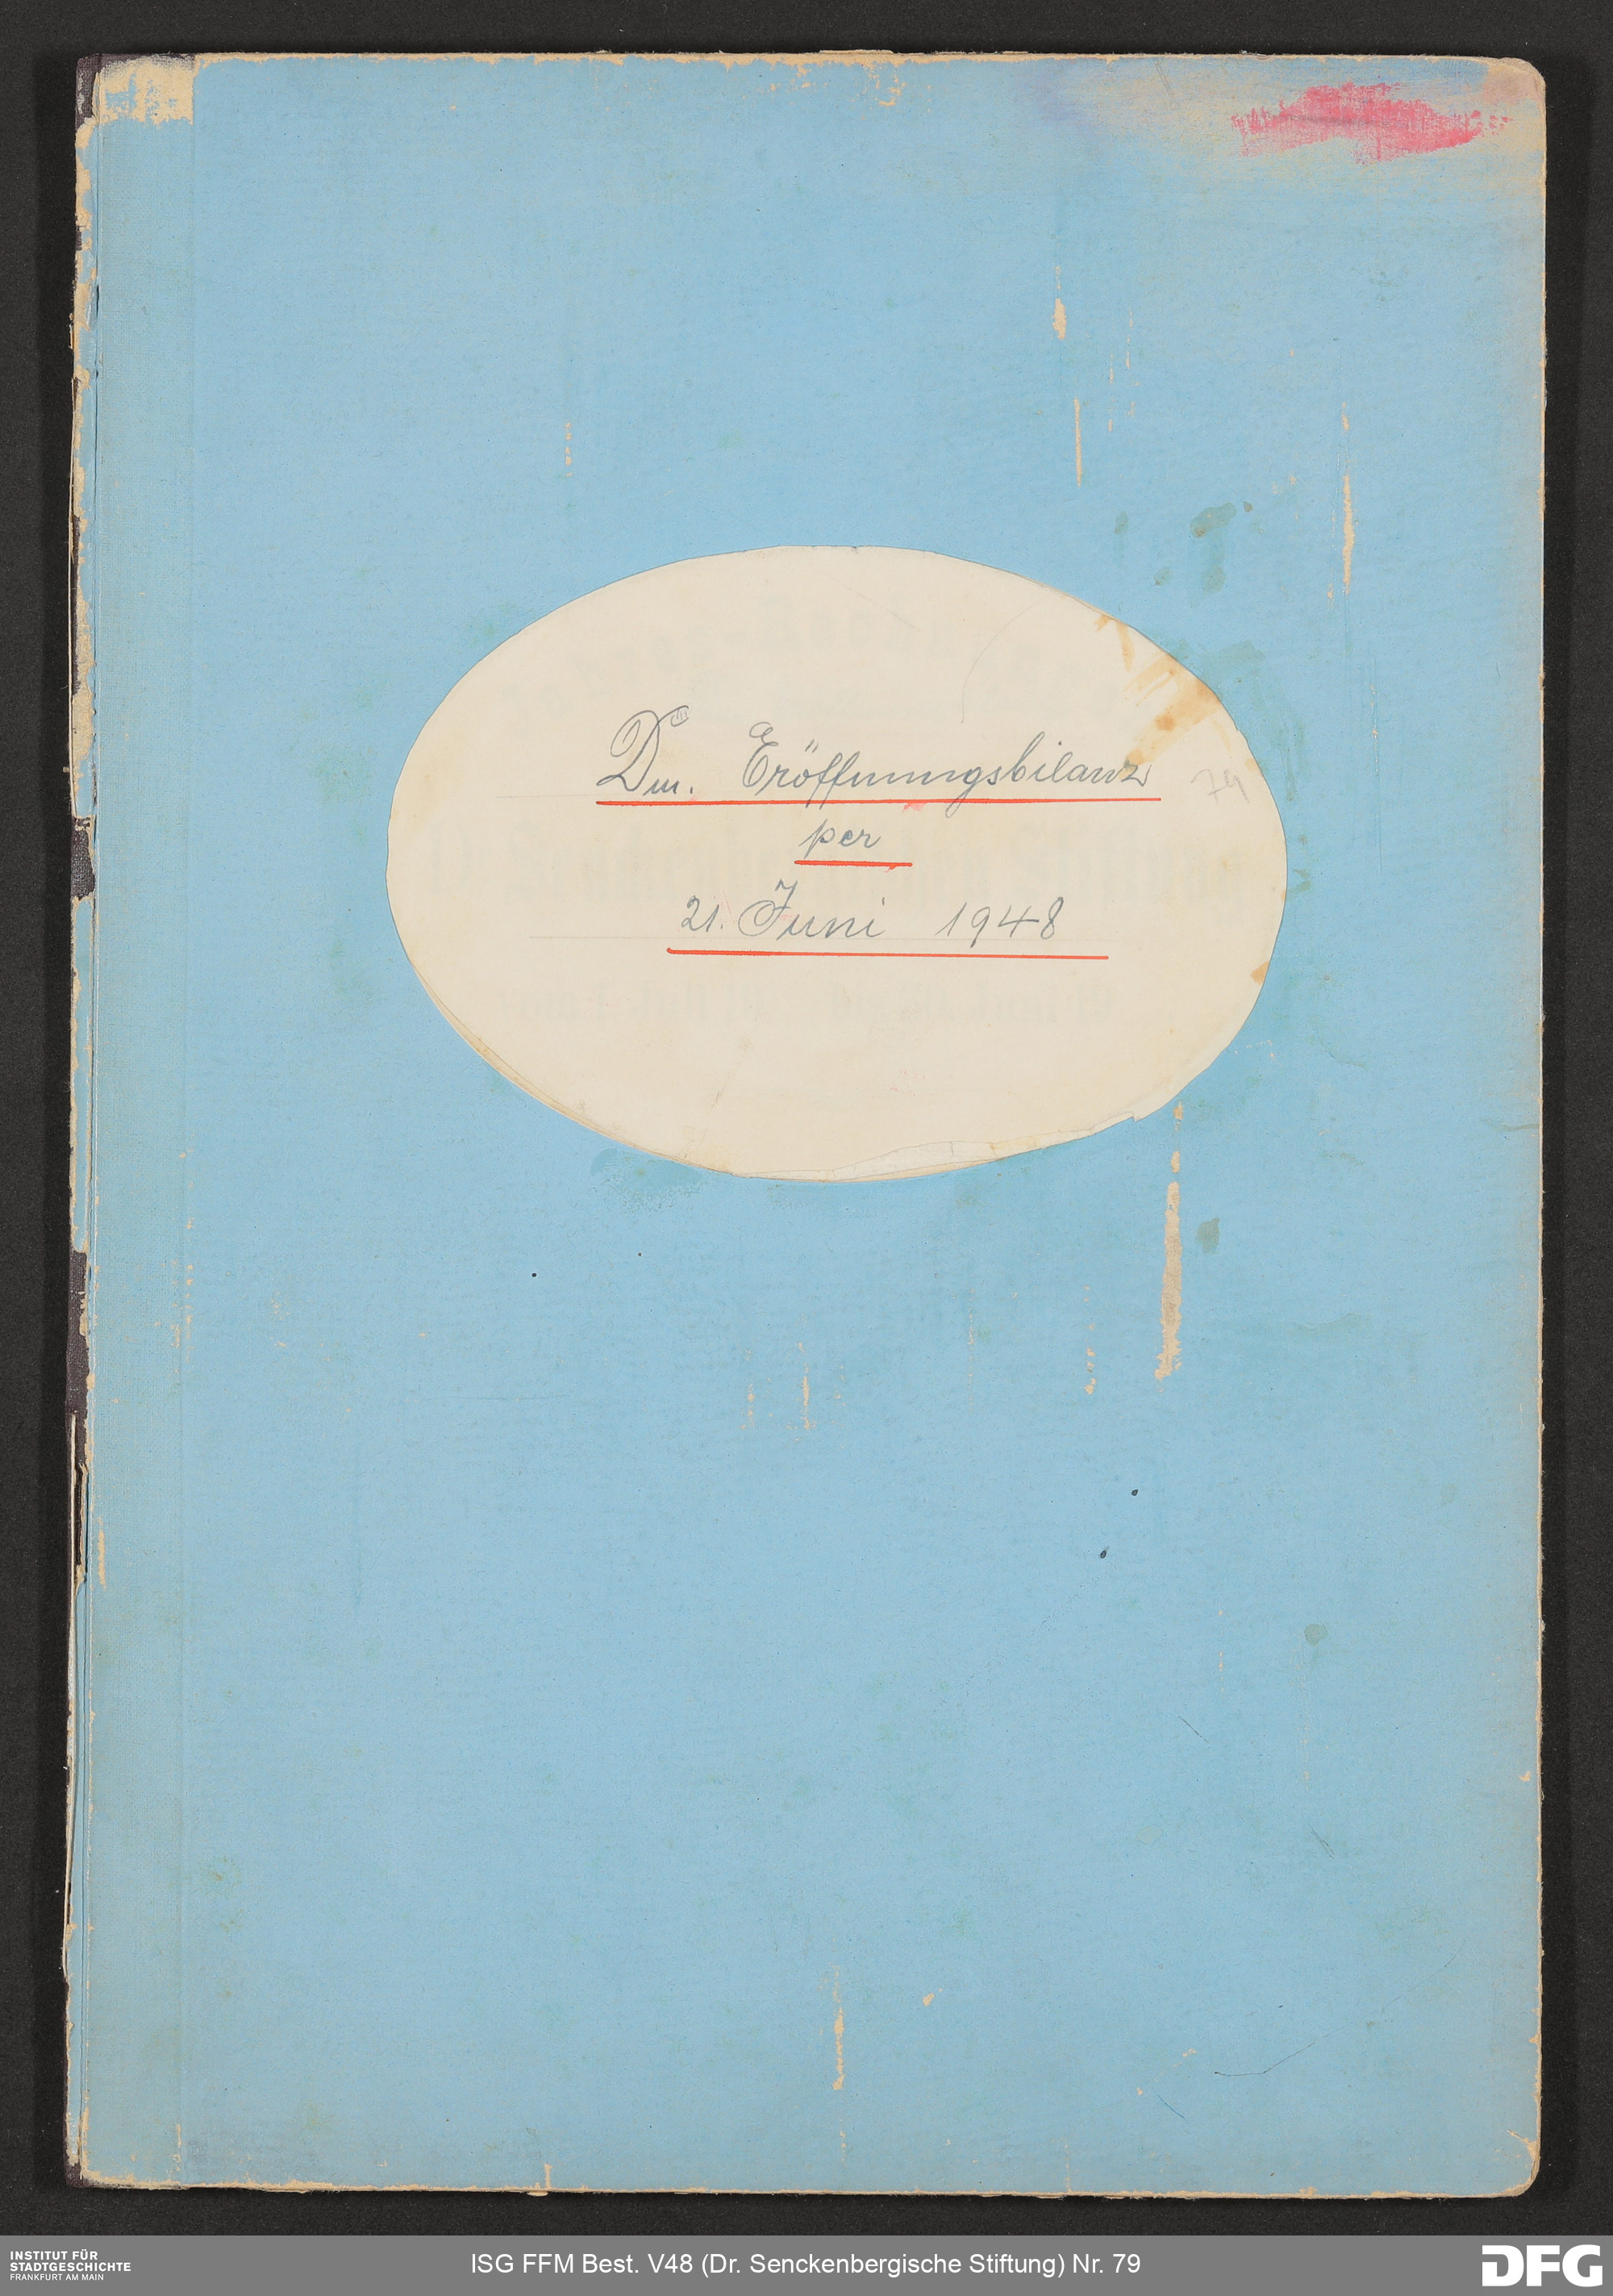 Dm. Eröffnungsbilanz
79
per
21. Juni 1948
INSTITUT FÜR
STADTGESCHICHTE
FRANKFURT AM MAIN
ISG FFM Best. V48 (Dr. Senckenbergische Stiftung) Nr. 79
DFG